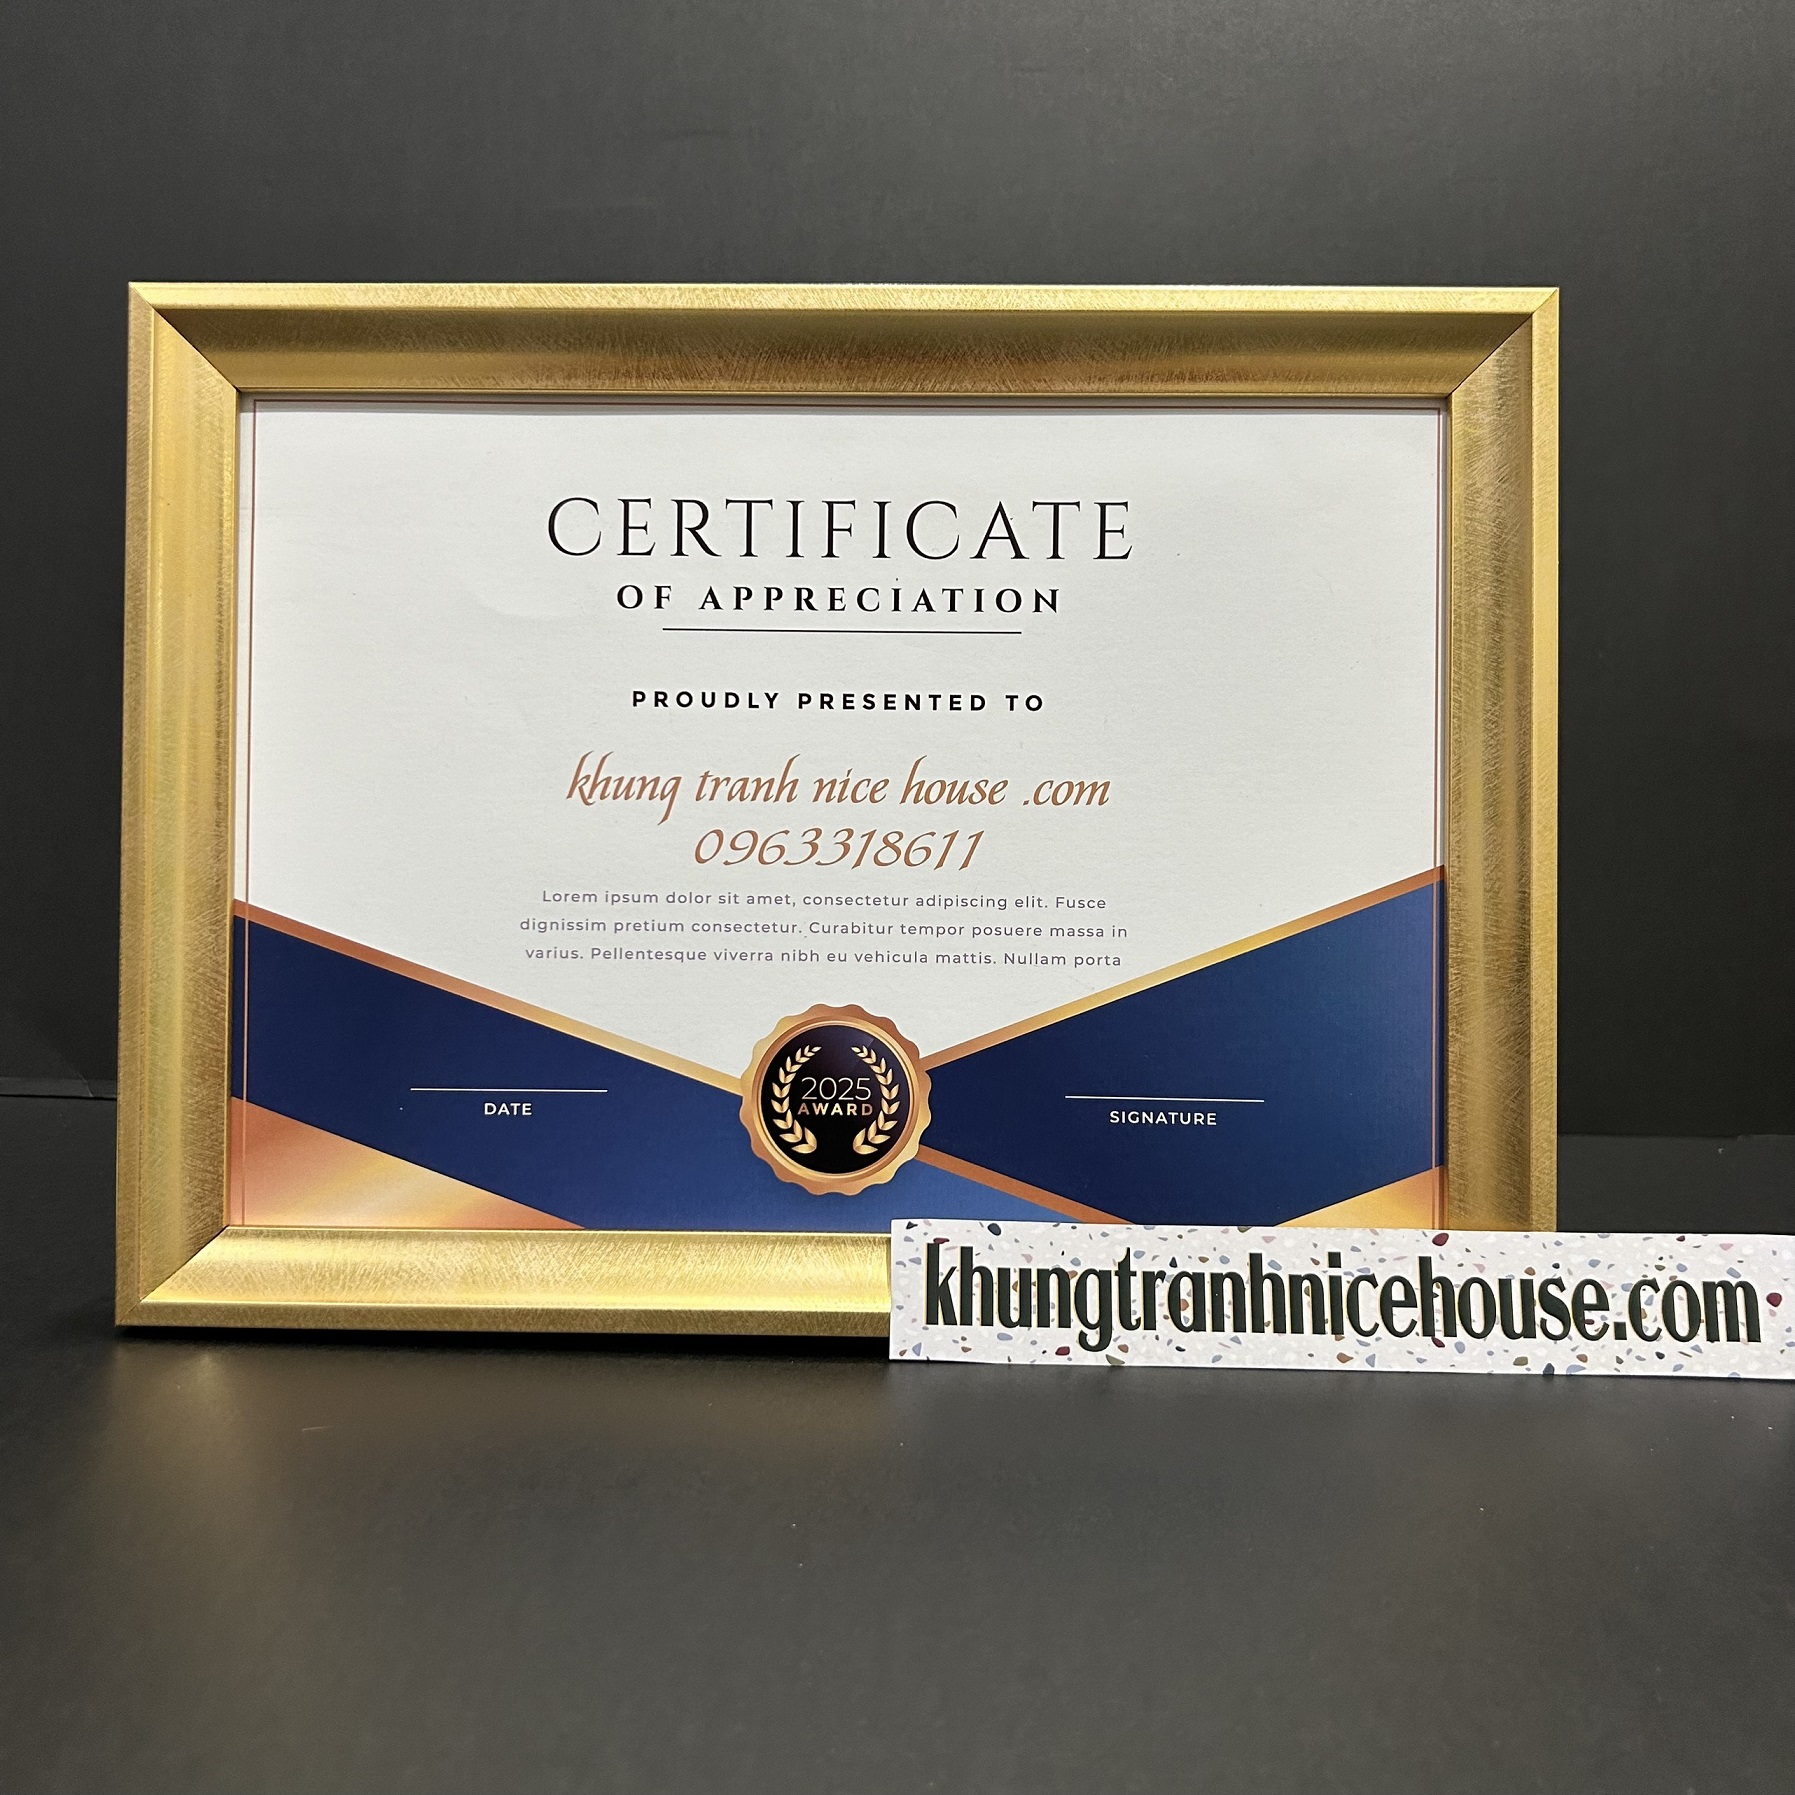 CERTIFICATE
OF APPRECIATION
PROUDLY PRESENTED TO
khung tranh nice house .com
0963318611
Lorem ipsum dolor sit amet, consectetur adipiscing elit. Fusce
dignissim pretium consectetur. Curabitur tempor posuere massa in
varius. Pellentesque viverra nibh eu vehicula mattis. Nullam porta
2025
AWARD
DATE
SIGNATURE
khungtranhnicehouse.com